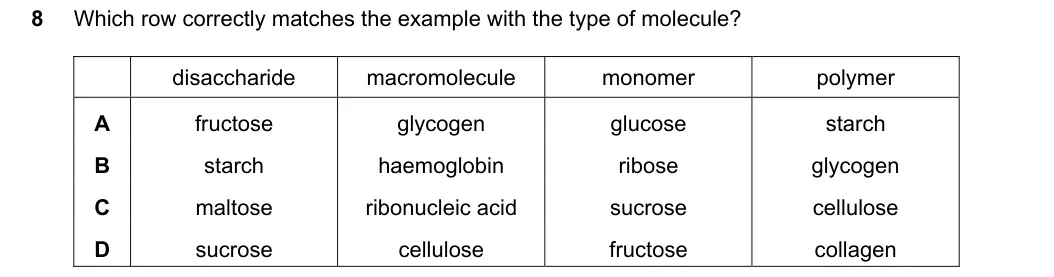 8 Which row correctly matches the example with the type of molecule?
disaccharide macromolecule monomer polymer
A fructose glycogen glucose starch
B starch haemoglobin ribose glycogen
C maltose ribonucleic acid sucrose cellulose
D sucrose cellulose fructose collagen